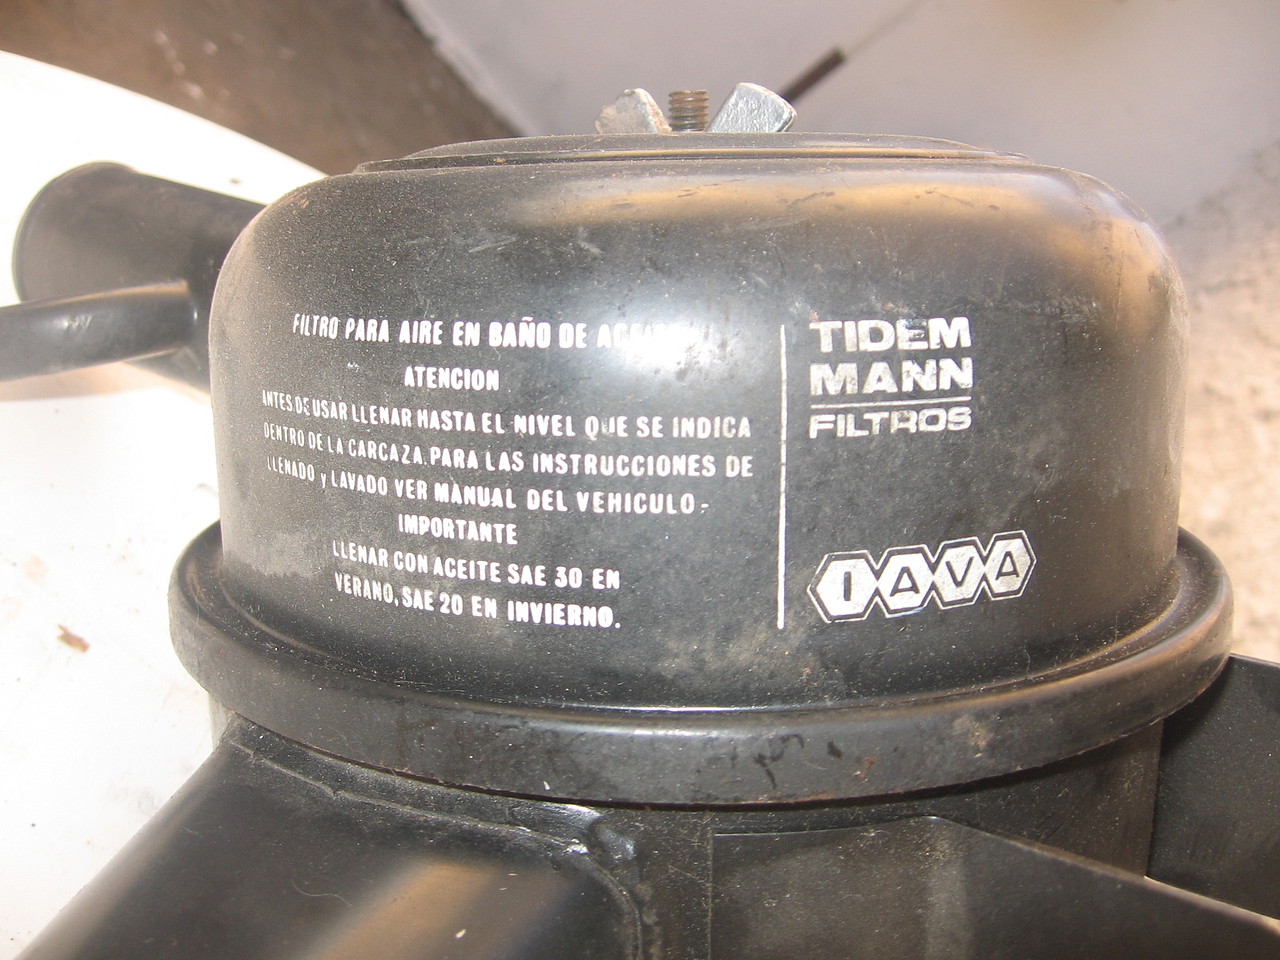 FILTRO PARA AIRE EN BAÑO DE ACEITE
ATENCION
ANTES DE USAR LLENAR HASTA EL NIVEL QUE SE INDICA
DENTRO DE LA CARCAZA. PARA LAS INSTRUCCIONES DE
LLENADO y LAVADO VER MANUAL DEL VEHICULO-
IMPORTANTE
LLENAR CON ACEITE SAE 30 EN
VERANO, SAE 20 EN INVIERNO.
TIDEM
MANN
FILTROS
IAVA